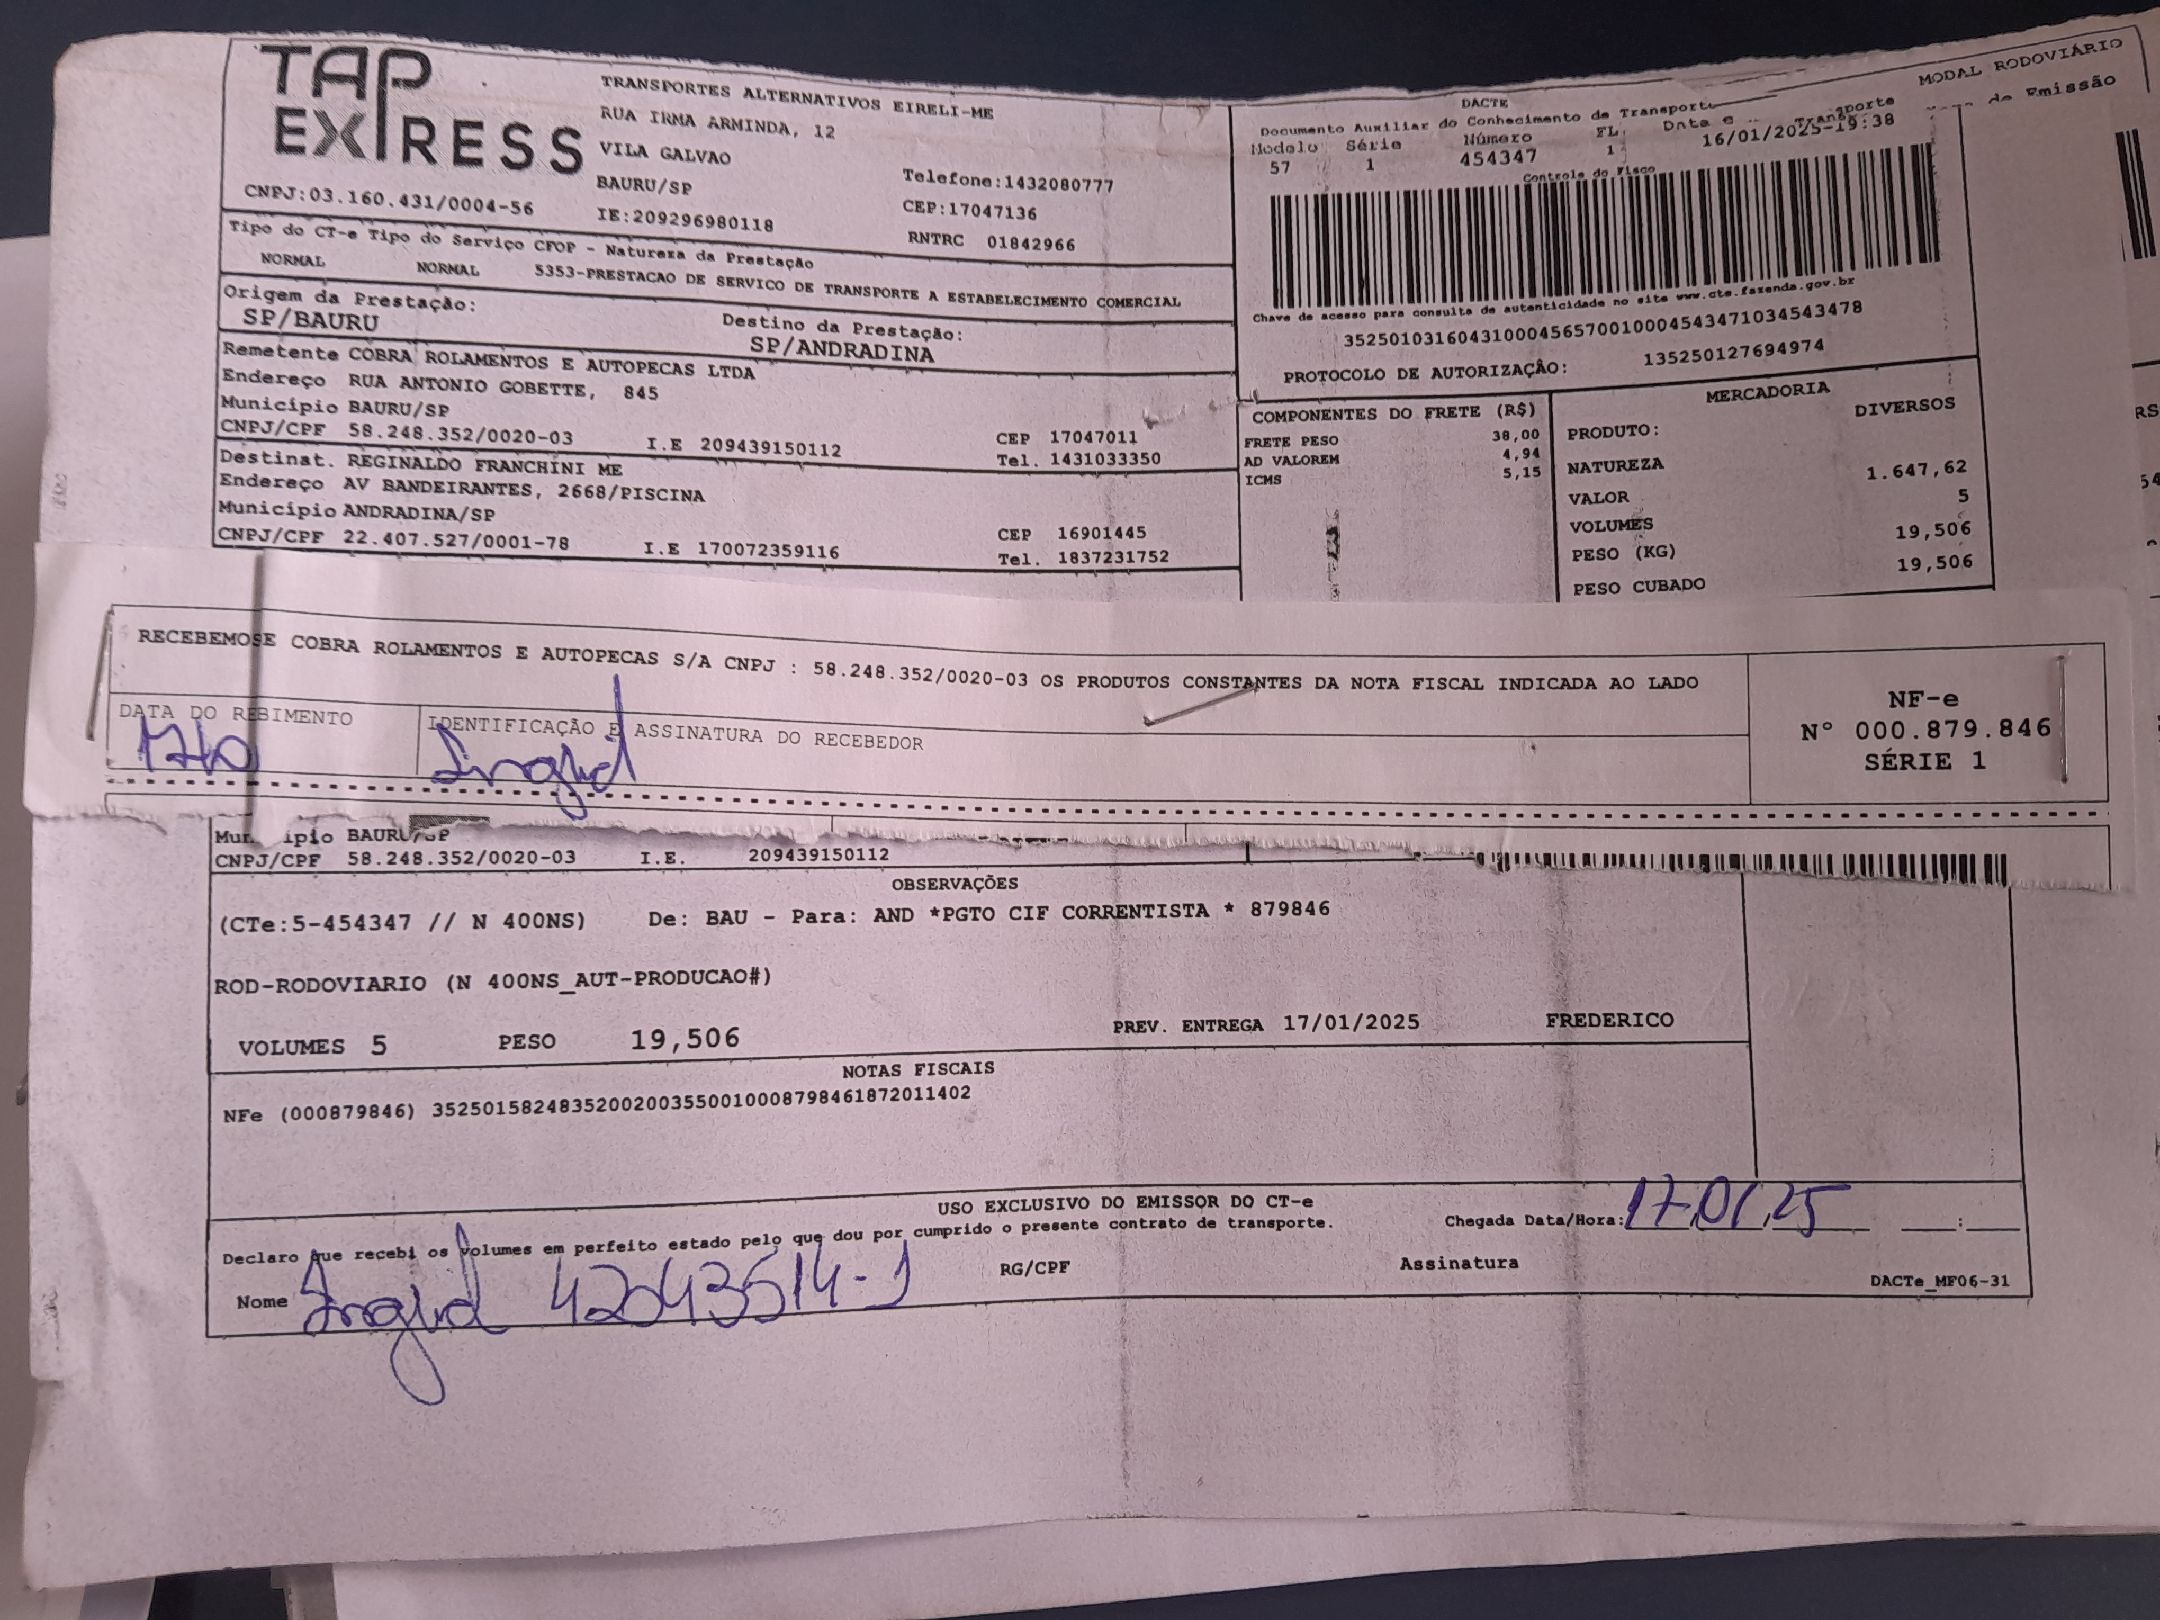 TAP
EXPRESS
TRANSPORTES ALTERNATIVOS EIRELI-ME
RUA IRMA ARMINDA, 12
VILA GALVAO
BAURU/SP
Telefone:1432080777
CNPJ:03.160.431/0004-56
IE:209296980118
CEP:17047136
RNTRC 01842966
MODAL RODOVIÁRIO
DACTE
Documento Auxiliar do Conhecimento de Transporte
de Emissão
Modelo Série Número FL
57 1 454347 1 16/01/2025-19:38
Controle do Fisco
Chave de acesso para consulta de autenticidade no site www.cte.fazenda.gov.br
35250103160431000456570010004543471034543478
PROTOCOLO DE AUTORIZAÇÃO: 135250127694974
Tipo do CT-e Tipo do Serviço CFOP - Natureza da Prestação
NORMAL NORMAL 5353-PRESTACAO DE SERVICO DE TRANSPORTE A ESTABELECIMENTO COMERCIAL
Origem da Prestação: Destino da Prestação:
SP/BAURU SP/ANDRADINA
Remetente COBRA ROLAMENTOS E AUTOPECAS LTDA
Endereço RUA ANTONIO GOBETTE, 845
Município BAURU/SP
CEP 17047011
CNPJ/CPF 58.248.352/0020-03 I.E 209439150112 Tel. 1431033350
Destinat. REGINALDO FRANCHINI ME
Endereço AV BANDEIRANTES, 2668/PISCINA
Município ANDRADINA/SP
CEP 16901445
CNPJ/CPF 22.407.527/0001-78 I.E 170072359116 Tel. 1837231752
COMPONENTES DO FRETE (R$)
FRETE PESO 38,00
AD VALOREM 4,94
ICMS 5,15
MERCADORIA
PRODUTO: DIVERSOS
NATUREZA
VALOR 1.647,62
VOLUMES 5
PESO (KG) 19,506
PESO CUBADO 19,506
RECEBEMOSE COBRA ROLAMENTOS E AUTOPECAS S/A CNPJ : 58.248.352/0020-03 OS PRODUTOS CONSTANTES DA NOTA FISCAL INDICADA AO LADO
DATA DO REBIMENTO IDENTIFICAÇÃO E ASSINATURA DO RECEBEDOR
Ingrid
NF-e
Nº 000.879.846
SÉRIE 1
BAURU/SP
CNPJ/CPF 58.248.352/0020-03 I.E. 209439150112
OBSERVAÇÕES
(CTe:5-454347 // N 400NS) De: BAU - Para: AND *PGTO CIF CORRENTISTA * 879846
ROD-RODOVIARIO (N 400NS_AUT-PRODUCAO#)
VOLUMES 5 PESO 19,506 PREV. ENTREGA 17/01/2025 FREDERICO
NOTAS FISCAIS
NFe (000879846) 35250158248352002003550010008798461872011402
USO EXCLUSIVO DO EMISSOR DO CT-e
Declaro que recebi os volumes em perfeito estado pelo que dou por cumprido o presente contrato de transporte.
Chegada Data/Hora: 17,01,25 __:__
Nome Ingrid 42043514-1 RG/CPF Assinatura
DACTe_MF06-31